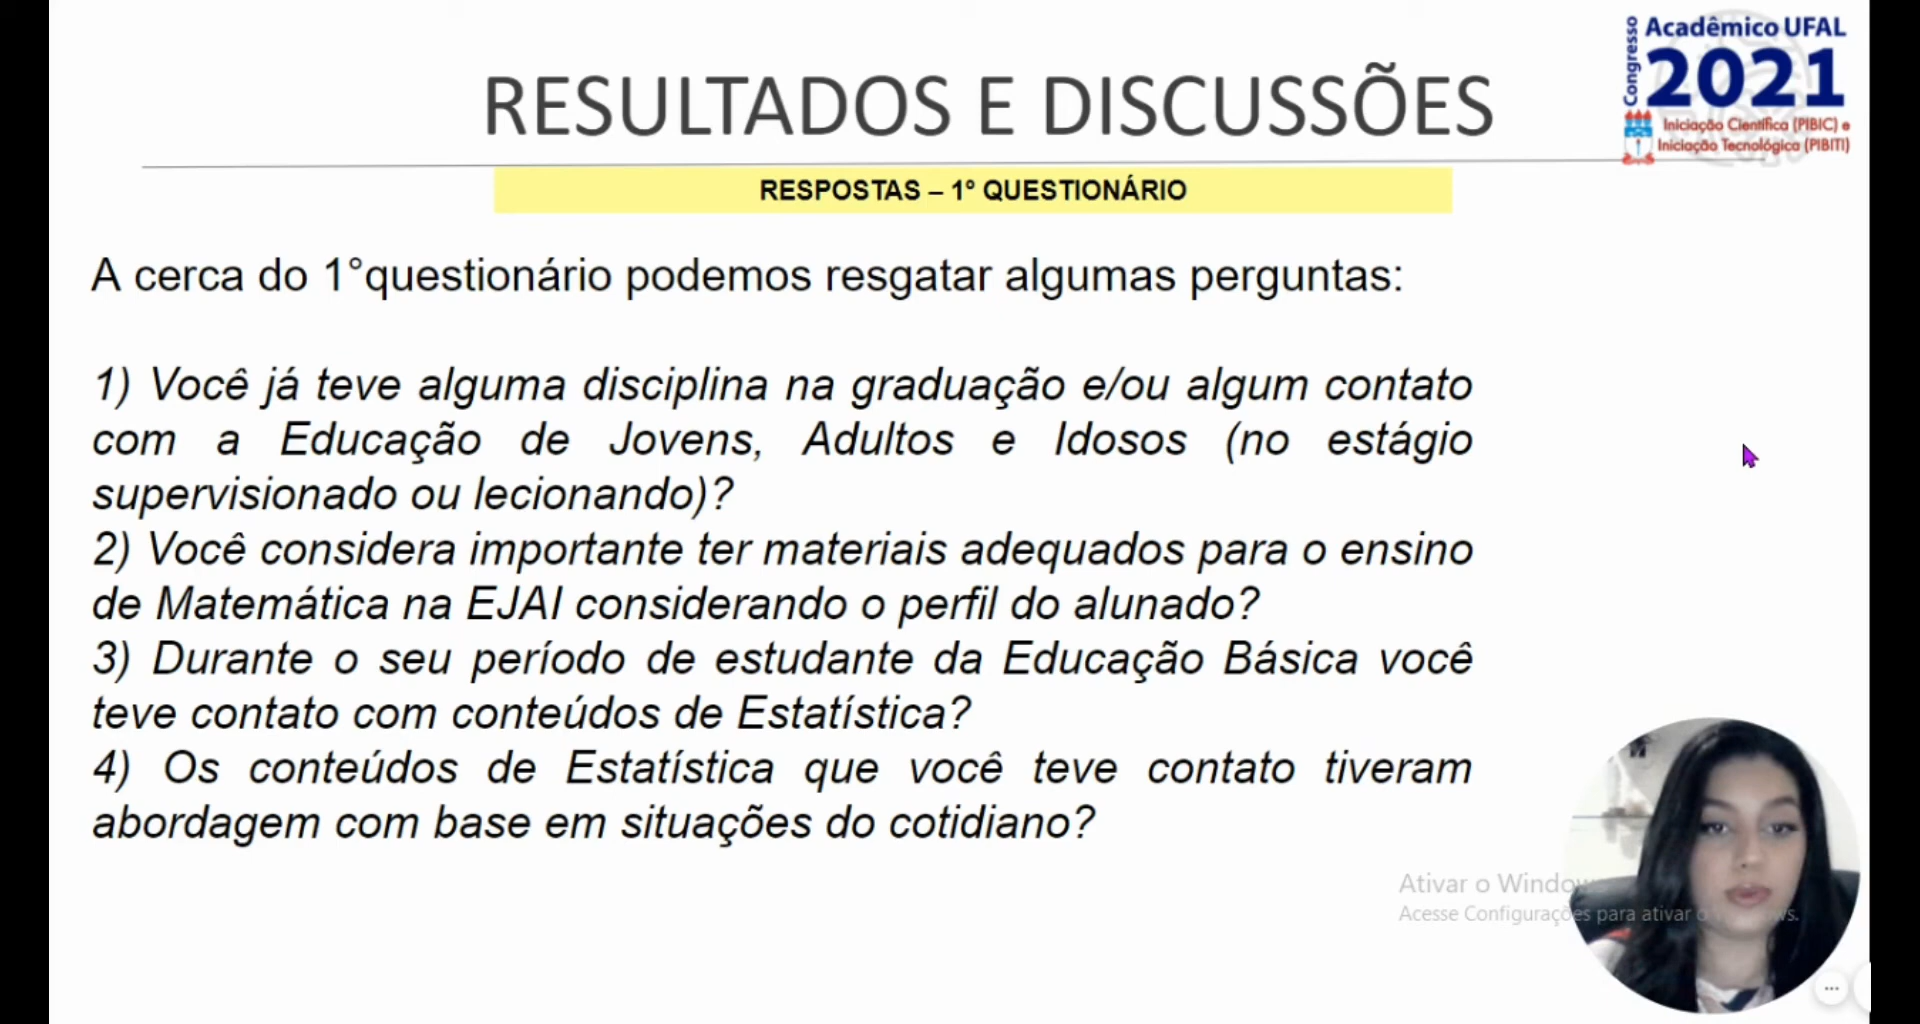 Congresso
Acadêmico UFAL
2021
Iniciação Científica (PIBIC) e
Iniciação Tecnológica (PIBITI)
RESULTADOS E DISCUSSÕES
RESPOSTAS – 1º QUESTIONÁRIO
A cerca do 1°questionário podemos resgatar algumas perguntas:
1) Você já teve alguma disciplina na graduação e/ou algum contato
com a Educação de Jovens, Adultos e Idosos (no estágio
supervisionado ou lecionando)?
2) Você considera importante ter materiais adequados para o ensino
de Matemática na EJAI considerando o perfil do alunado?
3) Durante o seu período de estudante da Educação Básica você
teve contato com conteúdos de Estatística?
4) Os conteúdos de Estatística que você teve contato tiveram
abordagem com base em situações do cotidiano?
Ativar o Windows
Acesse Configurações para ativar o Windows.